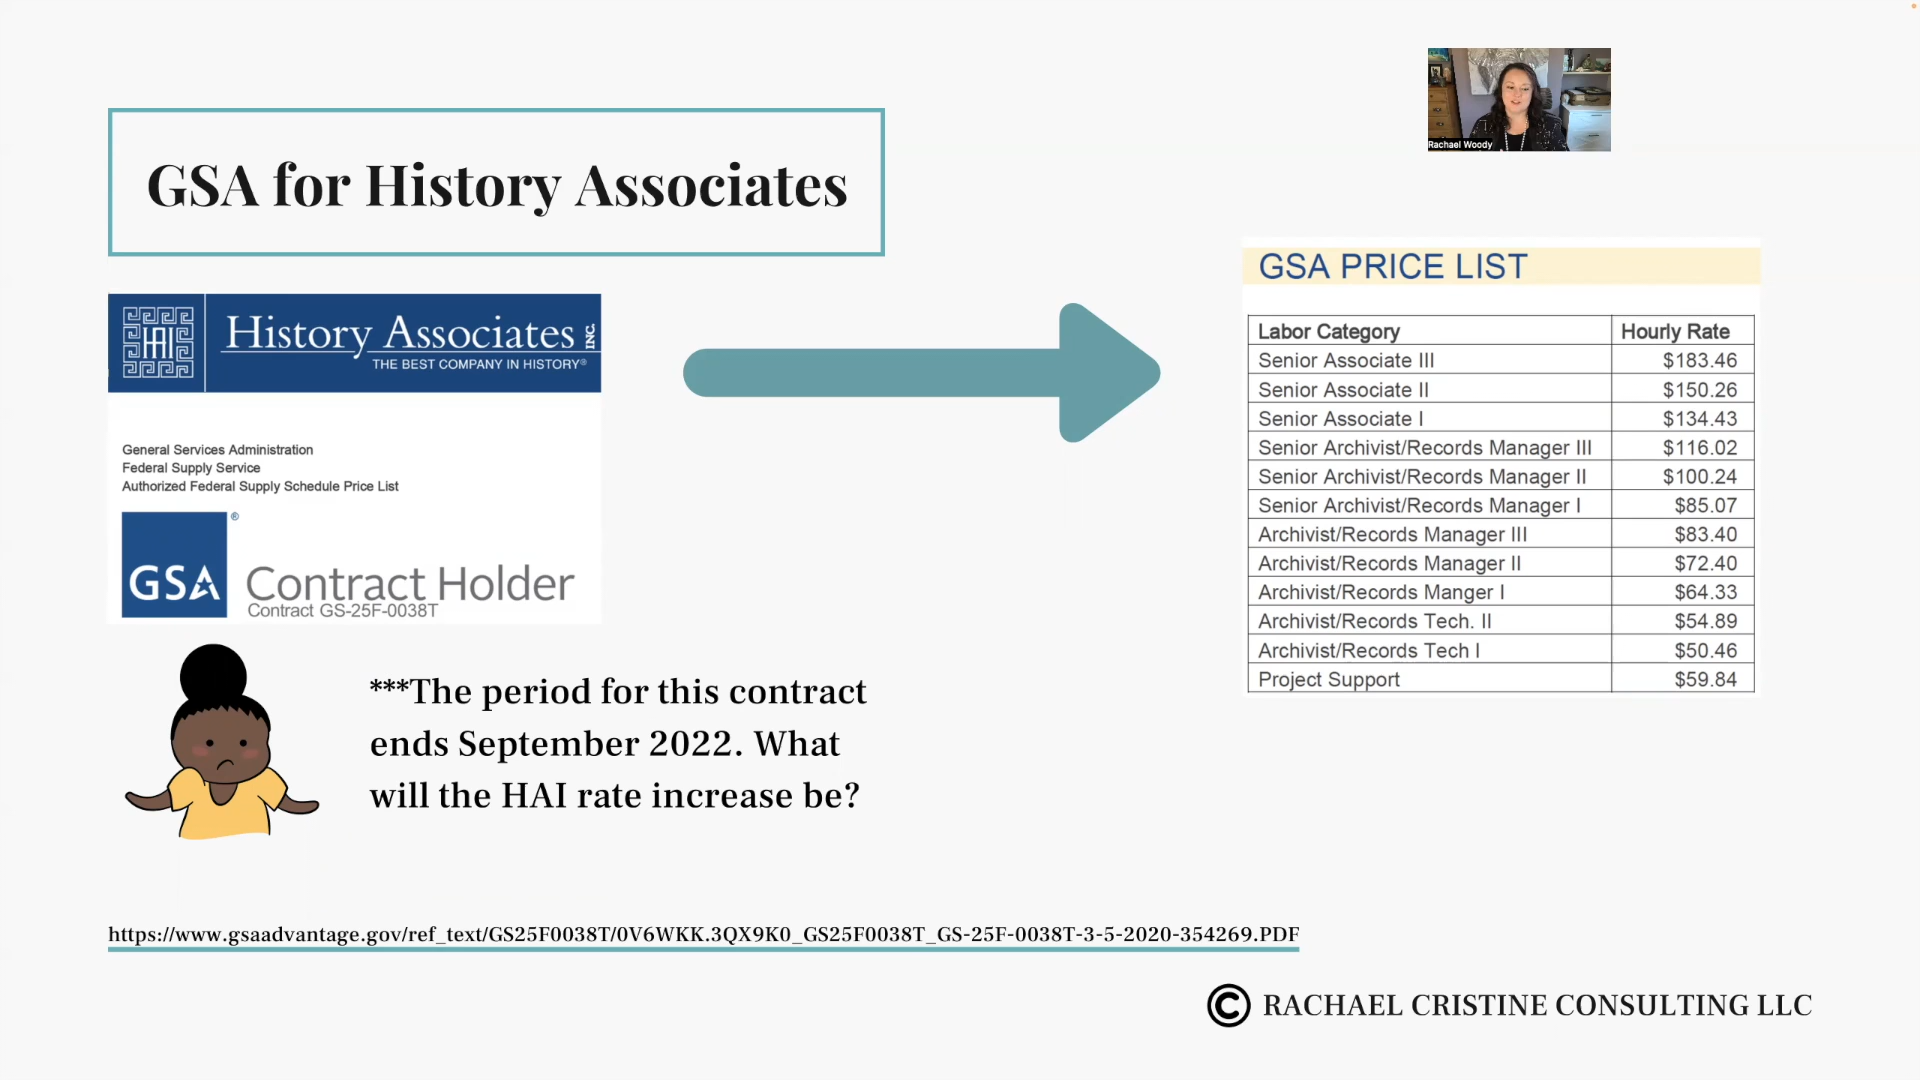 Rachael Woody
GSA for History Associates
HAI
History Associates INC.
THE BEST COMPANY IN HISTORY®
General Services Administration
Federal Supply Service
Authorized Federal Supply Schedule Price List
GSA ®
Contract Holder
Contract GS-25F-0038T
***The period for this contract
ends September 2022. What
will the HAI rate increase be?
GSA PRICE LIST
Labor Category Hourly Rate
Senior Associate III $183.46
Senior Associate II $150.26
Senior Associate I $134.43
Senior Archivist/Records Manager III $116.02
Senior Archivist/Records Manager II $100.24
Senior Archivist/Records Manager I $85.07
Archivist/Records Manager III $83.40
Archivist/Records Manager II $72.40
Archivist/Records Manger I $64.33
Archivist/Records Tech. II $54.89
Archivist/Records Tech I $50.46
Project Support $59.84
https://www.gsaadvantage.gov/ref_text/GS25F0038T/0V6WKK.3QX9K0_GS25F0038T_GS-25F-0038T-3-5-2020-354269.PDF
© RACHAEL CRISTINE CONSULTING LLC